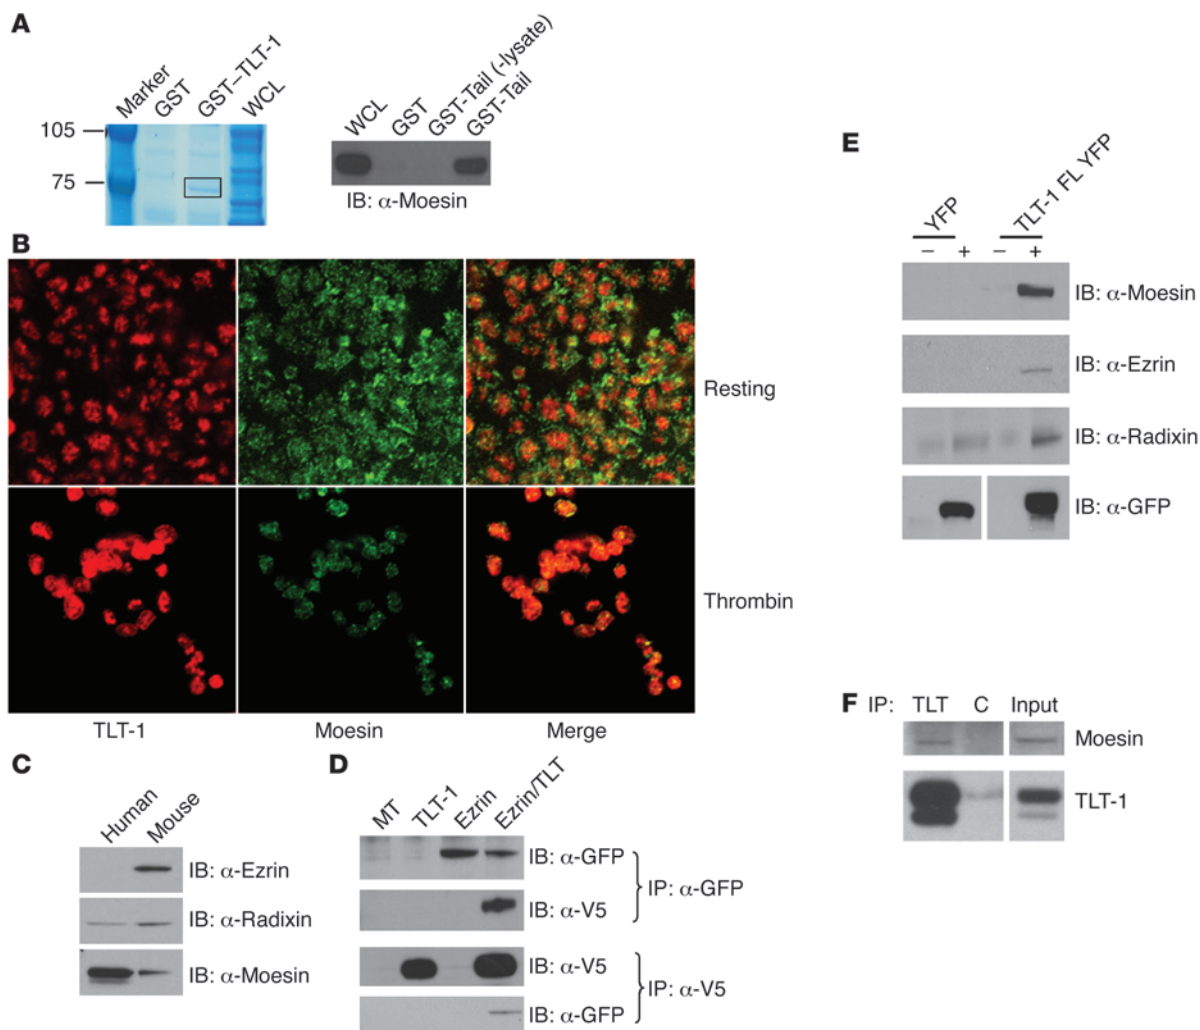 A
Marker
GST
GST–TLT-1
WCL
105
75
WCL
GST
GST-Tail (-lysate)
GST-Tail
IB: α-Moesin
B
Resting
Thrombin
TLT-1
Moesin
Merge
C
Human
Mouse
IB: α-Ezrin
IB: α-Radixin
IB: α-Moesin
D
MT
TLT-1
Ezrin
Ezrin/TLT
IB: α-GFP
IB: α-V5
IP: α-GFP
IB: α-V5
IB: α-GFP
IP: α-V5
E
YFP
TLT-1 FL YFP
– + – +
IB: α-Moesin
IB: α-Ezrin
IB: α-Radixin
IB: α-GFP
F IP: TLT C Input
Moesin
TLT-1